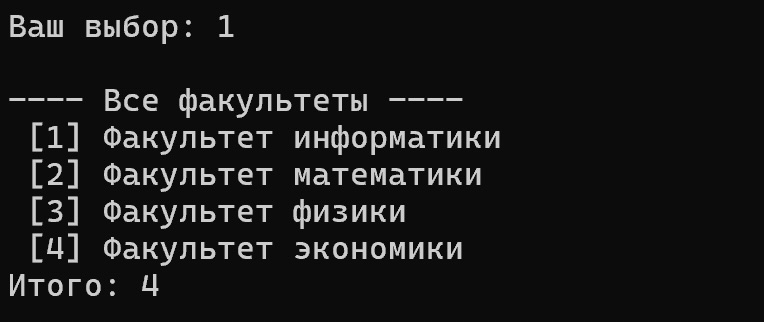 Ваш выбор: 1
---- Все факультеты ----
[1] Факультет информатики
[2] Факультет математики
[3] Факультет физики
[4] Факультет экономики
Итого: 4